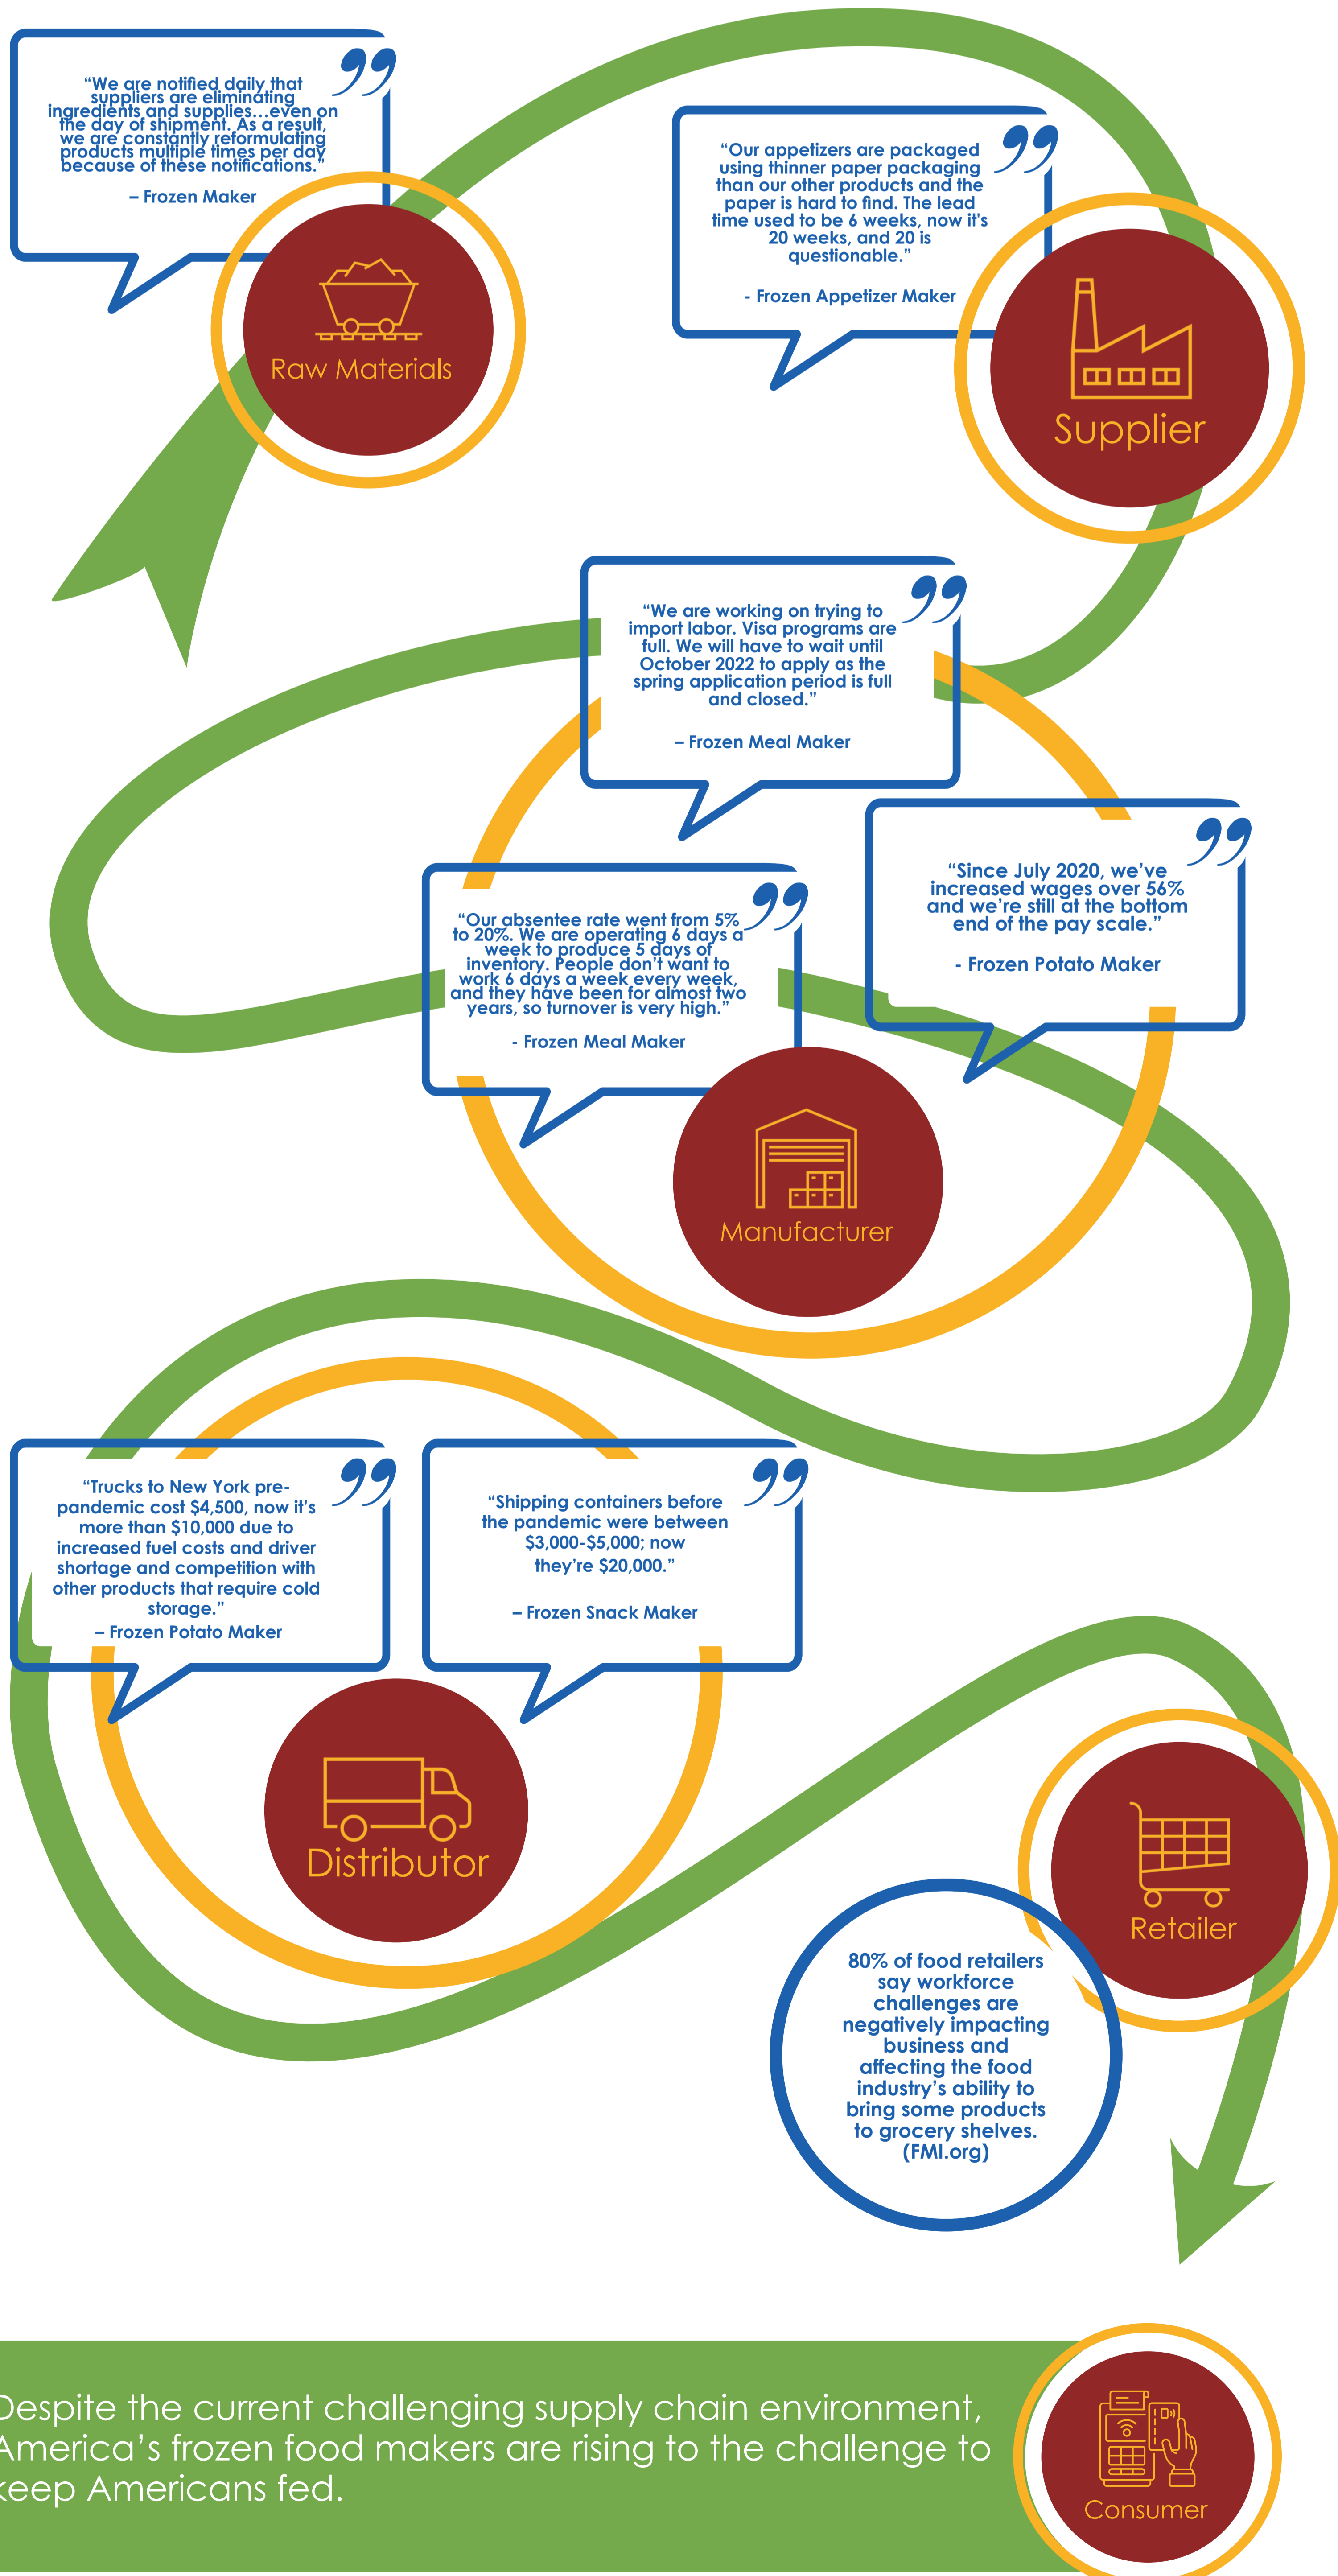 “We are notified daily that
suppliers are eliminating
ingredients and supplies...even on
the day of shipment. As a result,
we are constantly reformulating
products multiple times per day
because of these notifications.”
– Frozen Maker
Raw Materials
“Our appetizers are packaged
using thinner paper packaging
than our other products and the
paper is hard to find. The lead
time used to be 6 weeks, now it's
20 weeks, and 20 is
questionable.”
- Frozen Appetizer Maker
Supplier
“We are working on trying to
import labor. Visa programs are
full. We will have to wait until
October 2022 to apply as the
spring application period is full
and closed.”
– Frozen Meal Maker
“Since July 2020, we’ve
increased wages over 56%
and we’re still at the bottom
end of the pay scale.”
- Frozen Potato Maker
“Our absentee rate went from 5%
to 20%. We are operating 6 days a
week to produce 5 days of
inventory. People don’t want to
work 6 days a week every week,
and they have been for almost two
years, so turnover is very high.”
- Frozen Meal Maker
Manufacturer
“Trucks to New York pre-
pandemic cost $4,500, now it’s
more than $10,000 due to
increased fuel costs and driver
shortage and competition with
other products that require cold
storage.”
– Frozen Potato Maker
“Shipping containers before
the pandemic were between
$3,000-$5,000; now
they’re $20,000.”
– Frozen Snack Maker
Distributor
Retailer
80% of food retailers
say workforce
challenges are
negatively impacting
business and
affecting the food
industry’s ability to
bring some products
to grocery shelves.
(FMI.org)
Despite the current challenging supply chain environment,
America’s frozen food makers are rising to the challenge to
keep Americans fed.
Consumer